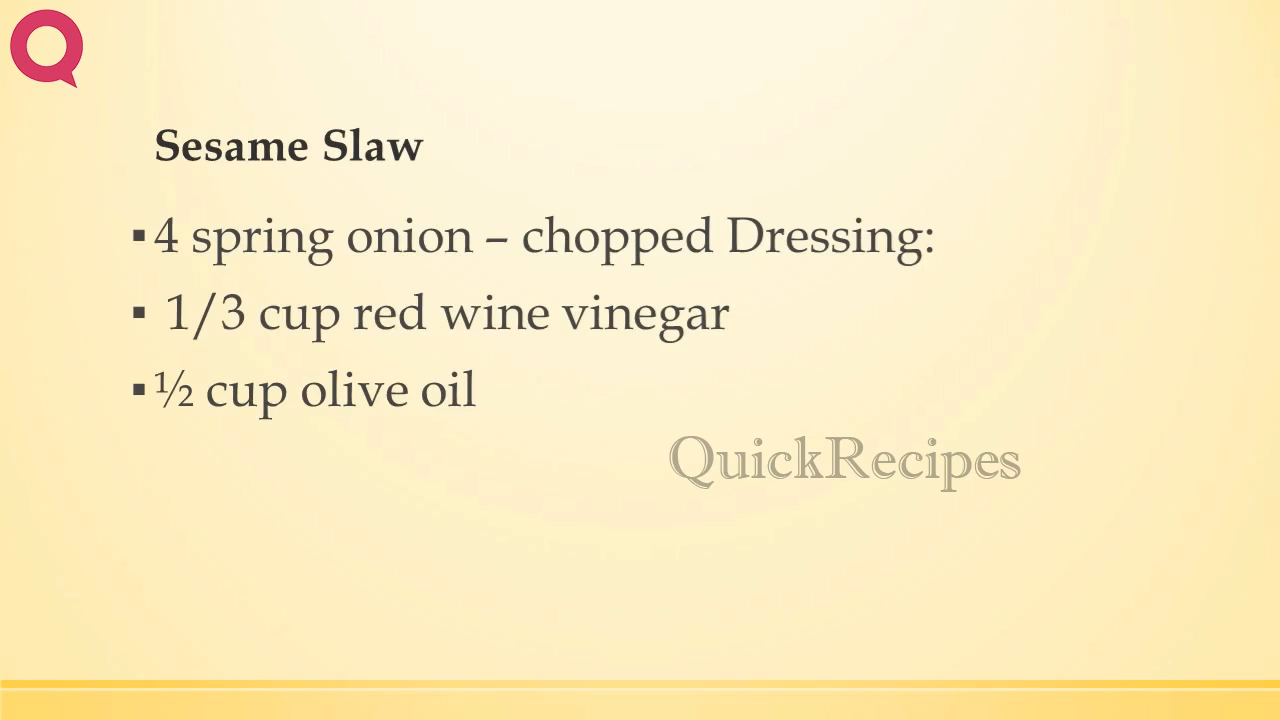 Sesame Slaw
▪4 spring onion – chopped Dressing:
▪ 1/3 cup red wine vinegar
▪½ cup olive oil
QuickRecipes